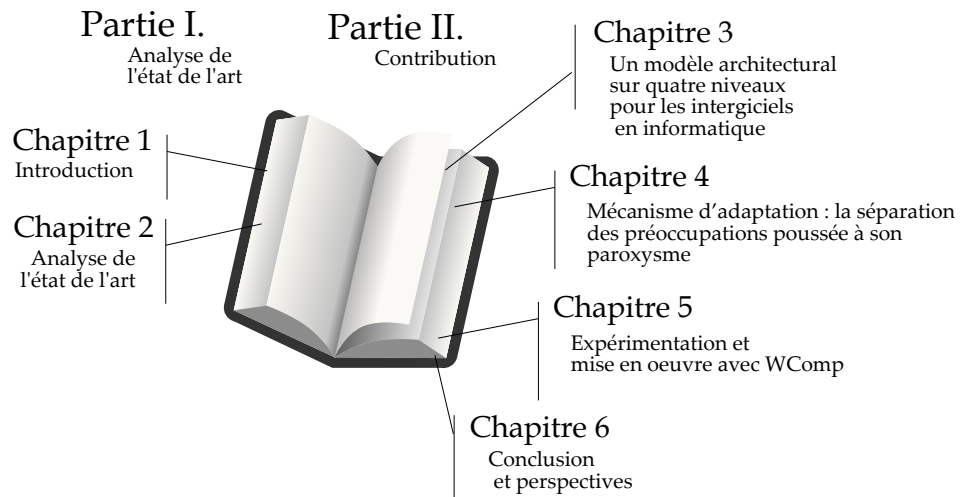 Partie I.
Analyse de
l'état de l'art
Partie II.
Contribution
Chapitre 1
Introduction
Chapitre 2
Analyse de
l'état de l'art
Chapitre 3
Un modèle architectural
sur quatre niveaux
pour les intergiciels
en informatique
Chapitre 4
Mécanisme d’adaptation : la séparation
des préoccupations poussée à son
paroxysme
Chapitre 5
Expérimentation et
mise en oeuvre avec WComp
Chapitre 6
Conclusion
et perspectives